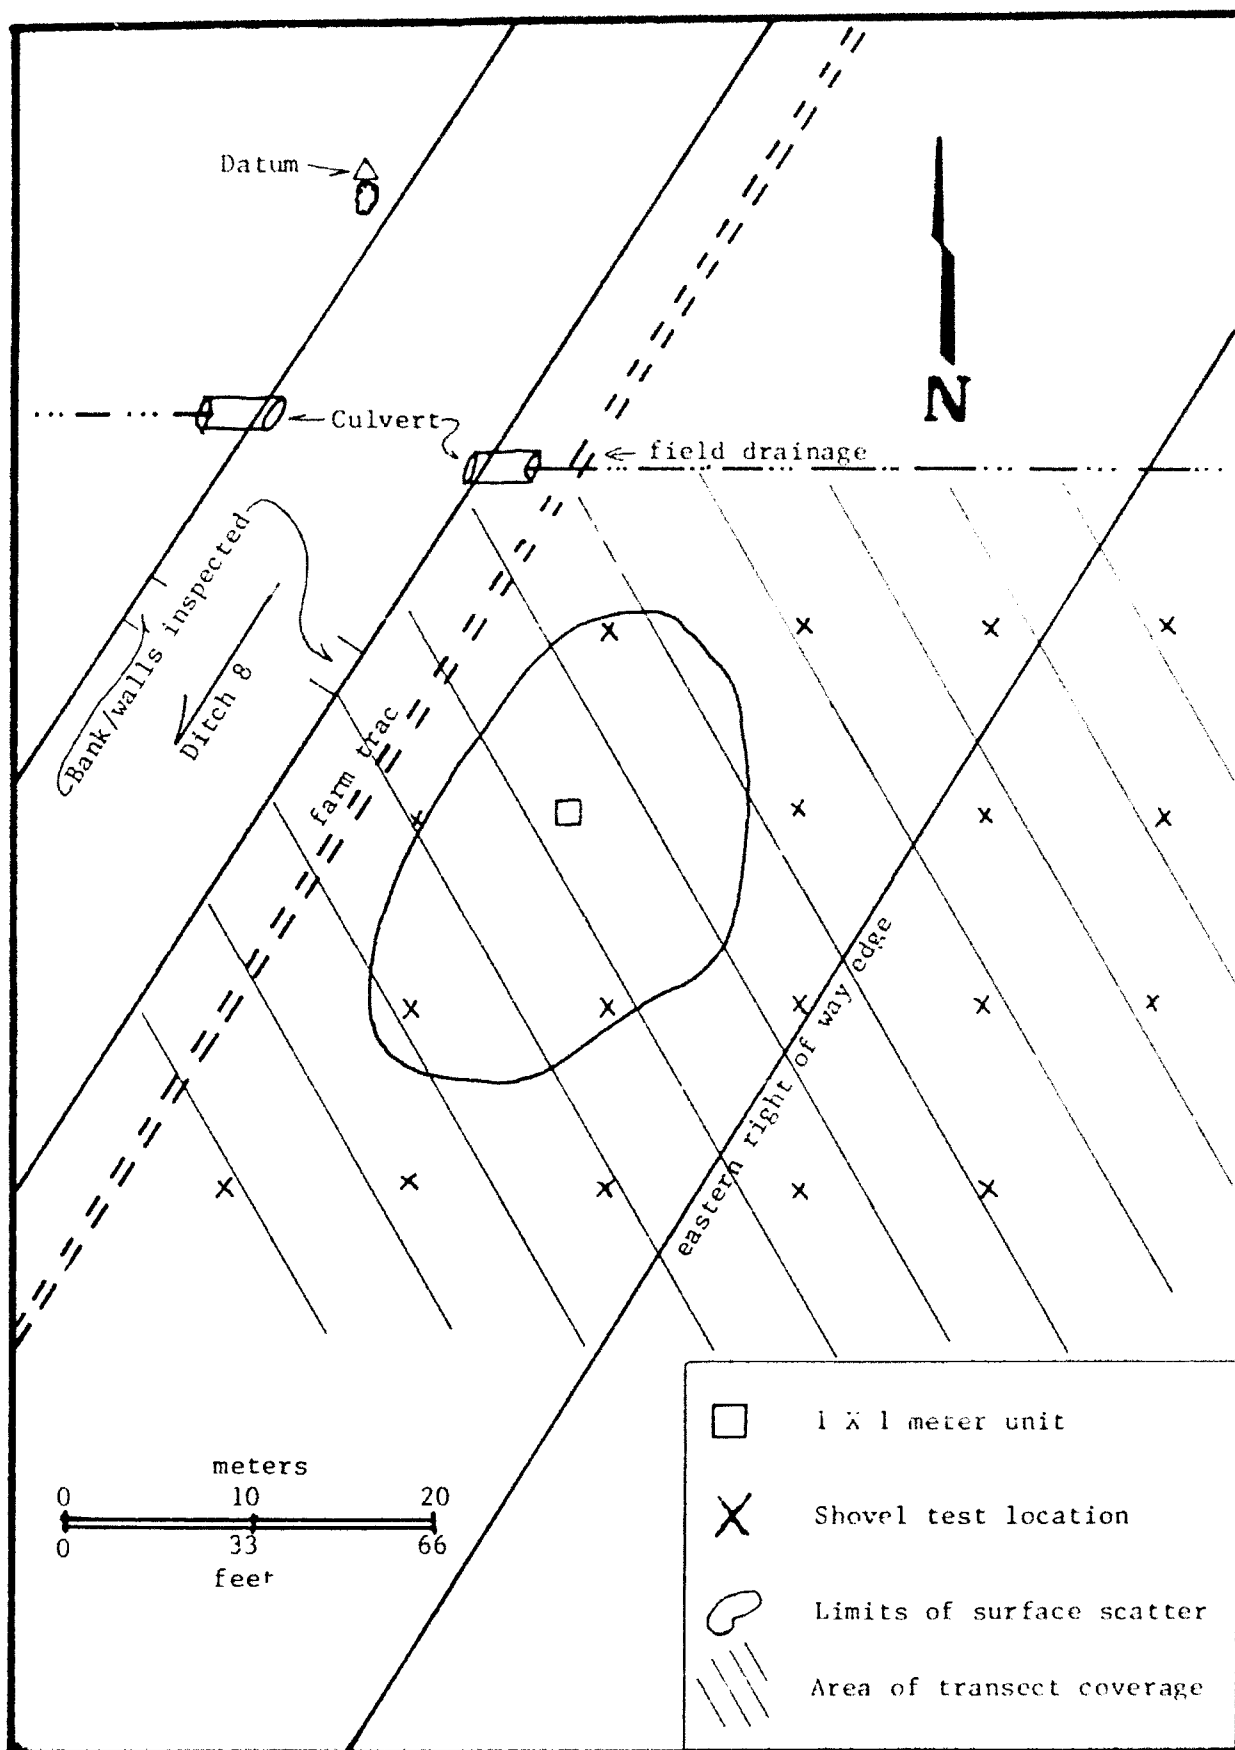 Datum
N
Culvert
field drainage
Bank/walls inspected
Ditch 8
farm trac
eastern right of way edge
1 X 1 meter unit
Shovel test location
Limits of surface scatter
Area of transect coverage
meters
0 10 20
0 33 66
feet